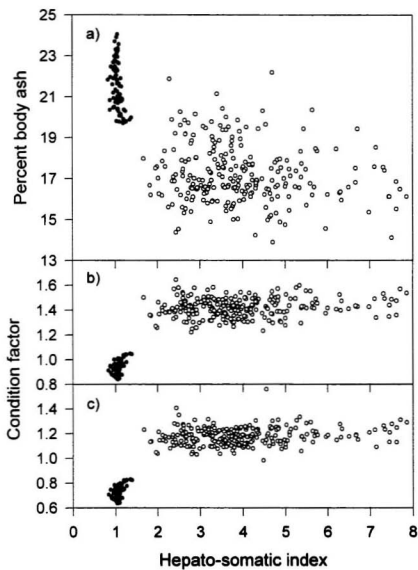 a)
Percent body ash
25
23
21
19
17
15
13
b)
Condition factor
1.6
1.4
1.2
1.0
0.8
c)
1.4
1.2
1.0
0.8
0.6
0 1 2 3 4 5 6 7 8
Hepato-somatic index